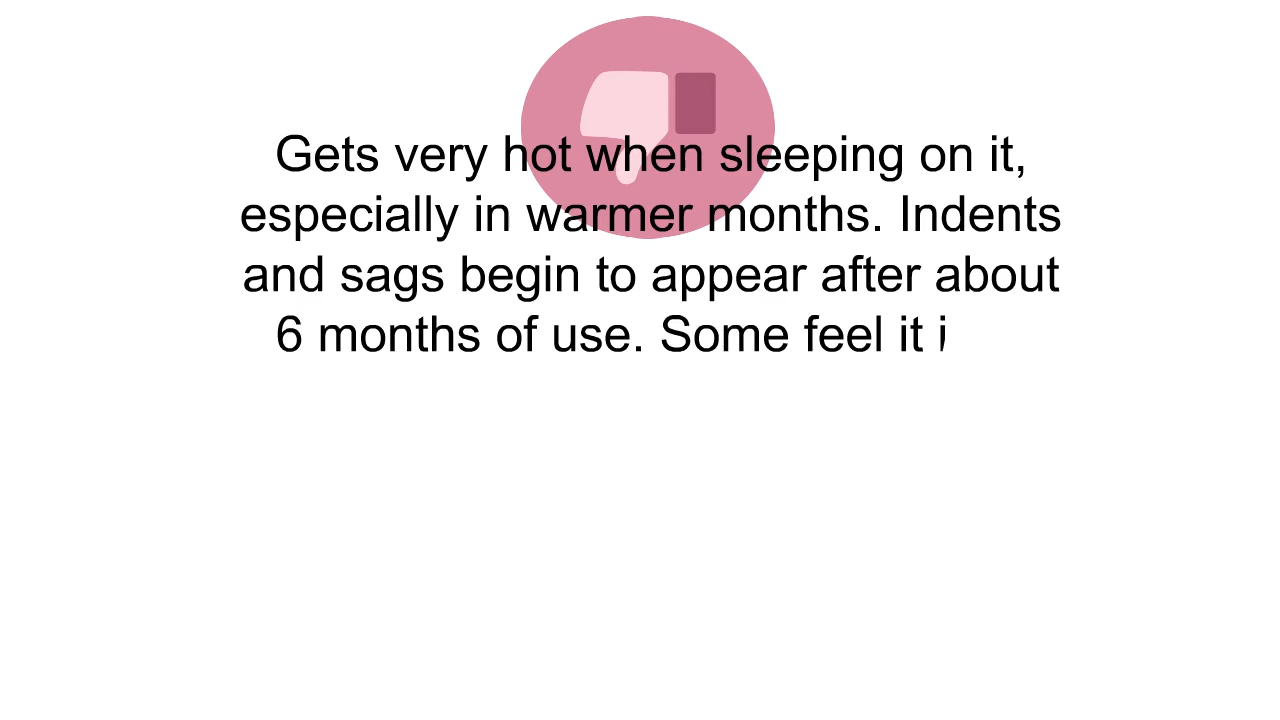 Gets very hot when sleeping on it,
especially in warmer months. Indents
and sags begin to appear after about
6 months of use. Some feel it i